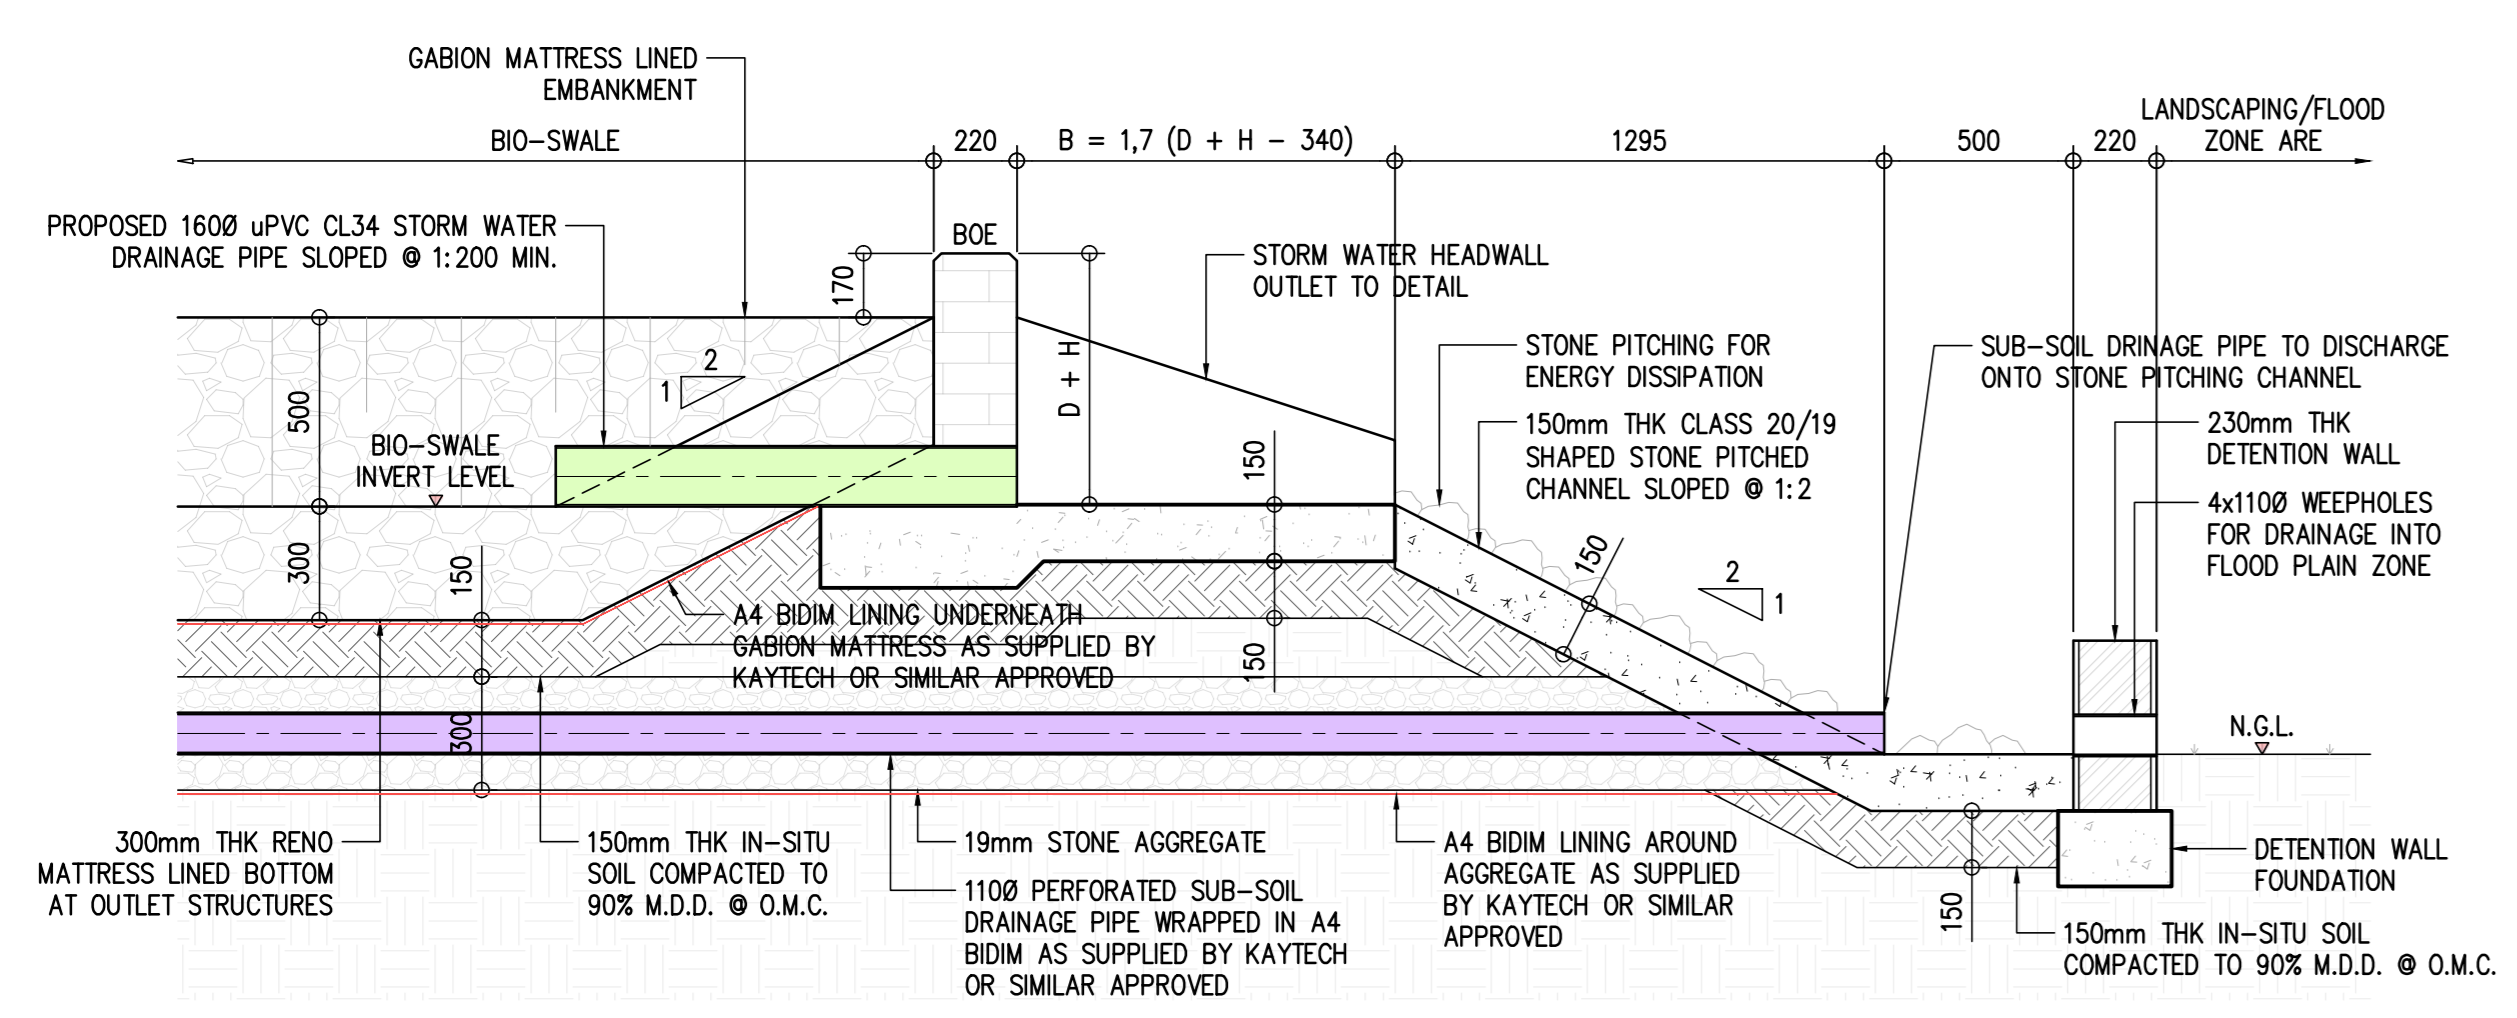 GABION MATTRESS LINED
EMBANKMENT
LANDSCAPING/FLOOD
ZONE ARE
BIO-SWALE
220
B = 1,7 (D + H - 340)
1295
500
220
PROPOSED 160Ø uPVC CL34 STORM WATER
DRAINAGE PIPE SLOPED @ 1:200 MIN.
BOE
170
STORM WATER HEADWALL
OUTLET TO DETAIL
D + H
STONE PITCHING FOR
ENERGY DISSIPATION
SUB-SOIL DRINAGE PIPE TO DISCHARGE
ONTO STONE PITCHING CHANNEL
2
1
500
BIO-SWALE
INVERT LEVEL
150
150mm THK CLASS 20/19
SHAPED STONE PITCHED
CHANNEL SLOPED @ 1:2
230mm THK
DETENTION WALL
4x110Ø WEEPHOLES
FOR DRAINAGE INTO
FLOOD PLAIN ZONE
300
150
150
2
1
A4 BIDIM LINING UNDERNEATH
GABION MATTRESS AS SUPPLIED BY
KAYTECH OR SIMILAR APPROVED
150
300
N.G.L.
300mm THK RENO
MATTRESS LINED BOTTOM
AT OUTLET STRUCTURES
150mm THK IN-SITU
SOIL COMPACTED TO
90% M.D.D. @ O.M.C.
19mm STONE AGGREGATE
110Ø PERFORATED SUB-SOIL
DRAINAGE PIPE WRAPPED IN A4
BIDIM AS SUPPLIED BY KAYTECH
OR SIMILAR APPROVED
A4 BIDIM LINING AROUND
AGGREGATE AS SUPPLIED
BY KAYTECH OR SIMILAR
APPROVED
DETENTION WALL
FOUNDATION
150
150mm THK IN-SITU SOIL
COMPACTED TO 90% M.D.D. @ O.M.C.